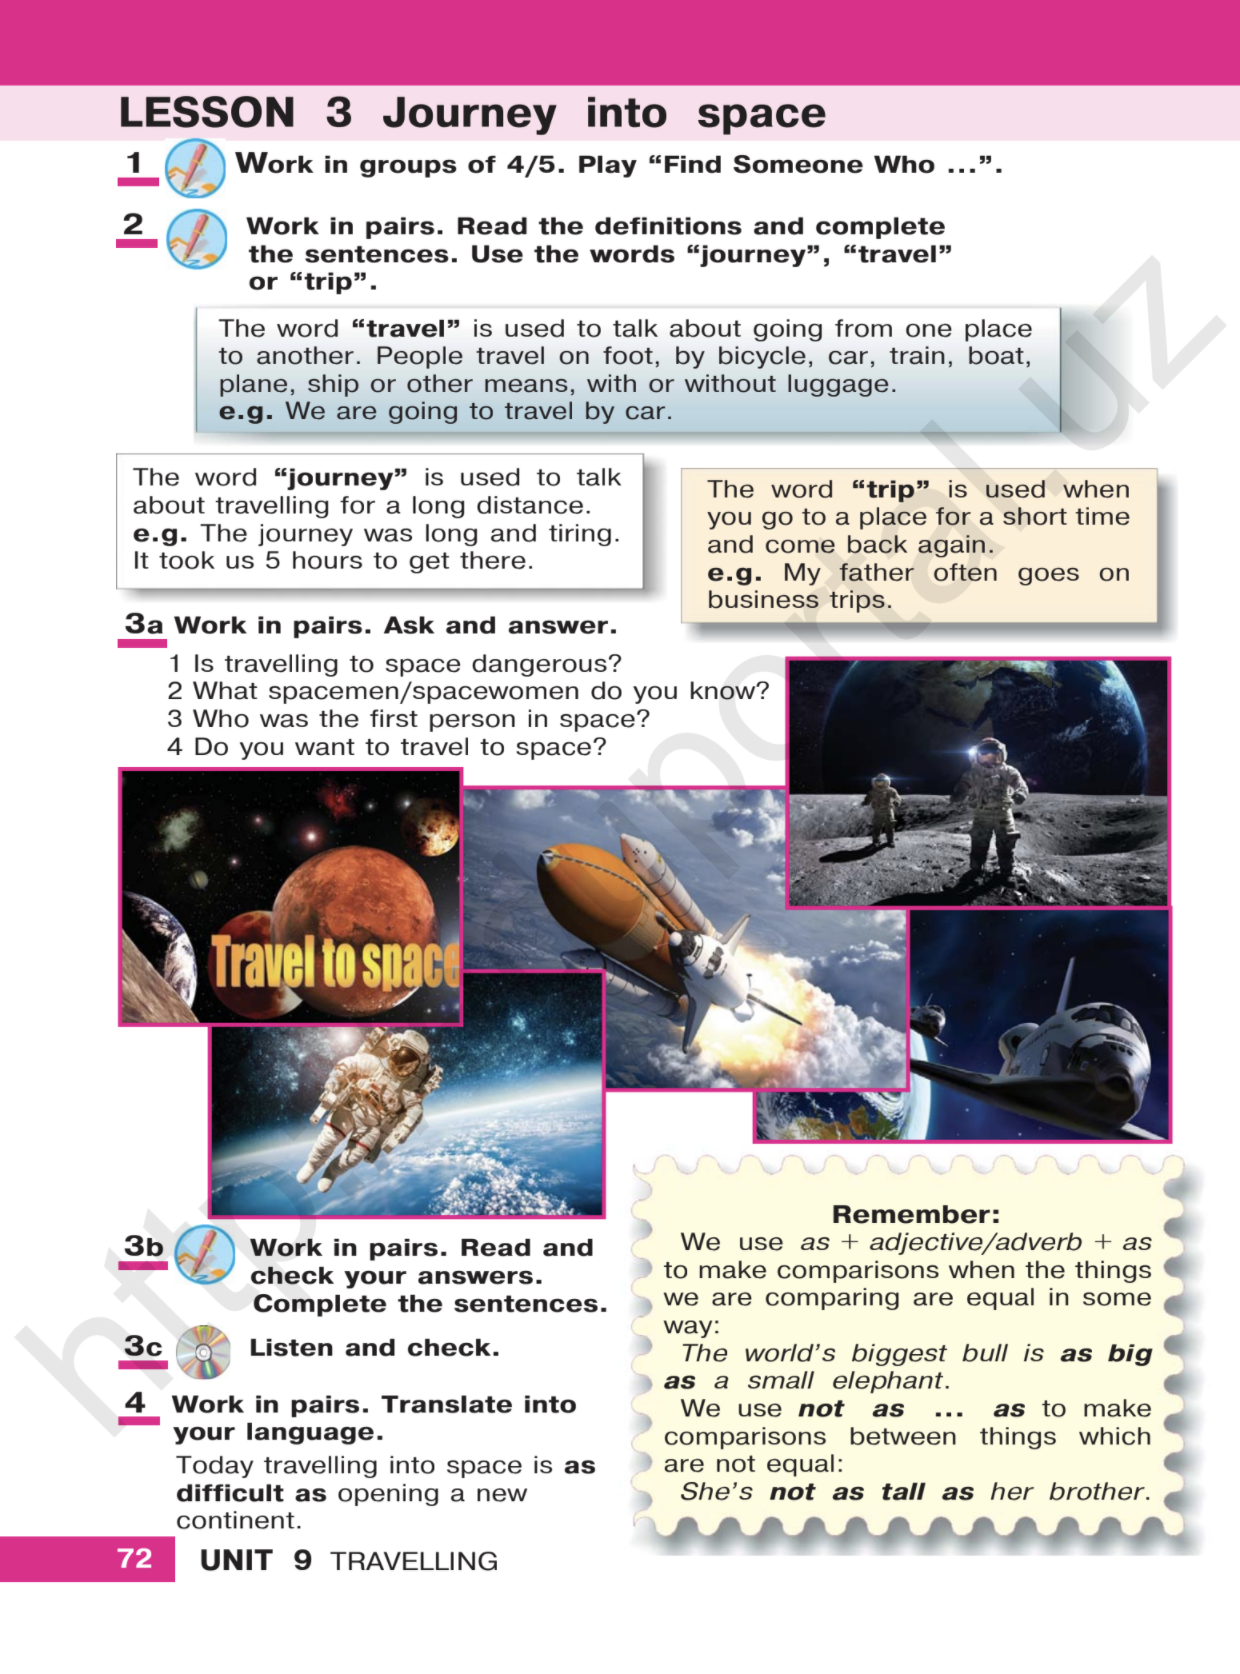 LESSON 3 Journey into space
1 Work in groups of 4/5. Play “Find Someone Who ...”.
2 Work in pairs. Read the definitions and complete
the sentences. Use the words “journey”, “travel”
or “trip”.
The word “travel” is used to talk about going from one place
to another. People travel on foot, by bicycle, car, train, boat,
plane, ship or other means, with or without luggage.
e.g. We are going to travel by car.
The word “journey” is used to talk
about travelling for a long distance.
e.g. The journey was long and tiring.
It took us 5 hours to get there.
The word “trip” is used when
you go to a place for a short time
and come back again.
e.g. My father often goes on
business trips.
3a Work in pairs. Ask and answer.
1 Is travelling to space dangerous?
2 What spacemen/spacewomen do you know?
3 Who was the first person in space?
4 Do you want to travel to space?
Travel to space
3b Work in pairs. Read and
check your answers.
Complete the sentences.
3c Listen and check.
4 Work in pairs. Translate into
your language.
Today travelling into space is as
difficult as opening a new
continent.
Remember:
We use as + adjective/adverb + as
to make comparisons when the things
we are comparing are equal in some
way:
The world's biggest bull is as big
as a small elephant.
We use not as ... as to make
comparisons between things which
are not equal:
She's not as tall as her brother.
72 UNIT 9 TRAVELLING